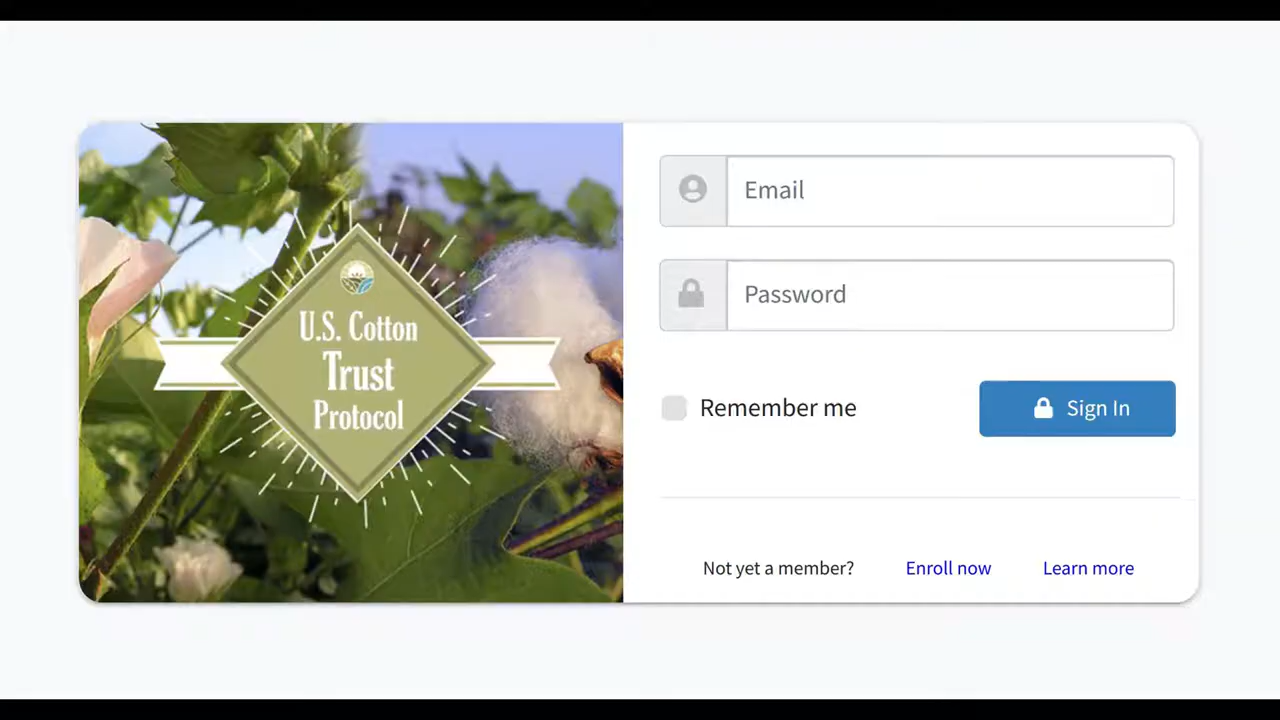 U.S. Cotton
Trust
Protocol
Email
Password
Remember me
Sign In
Not yet a member? Enroll now Learn more